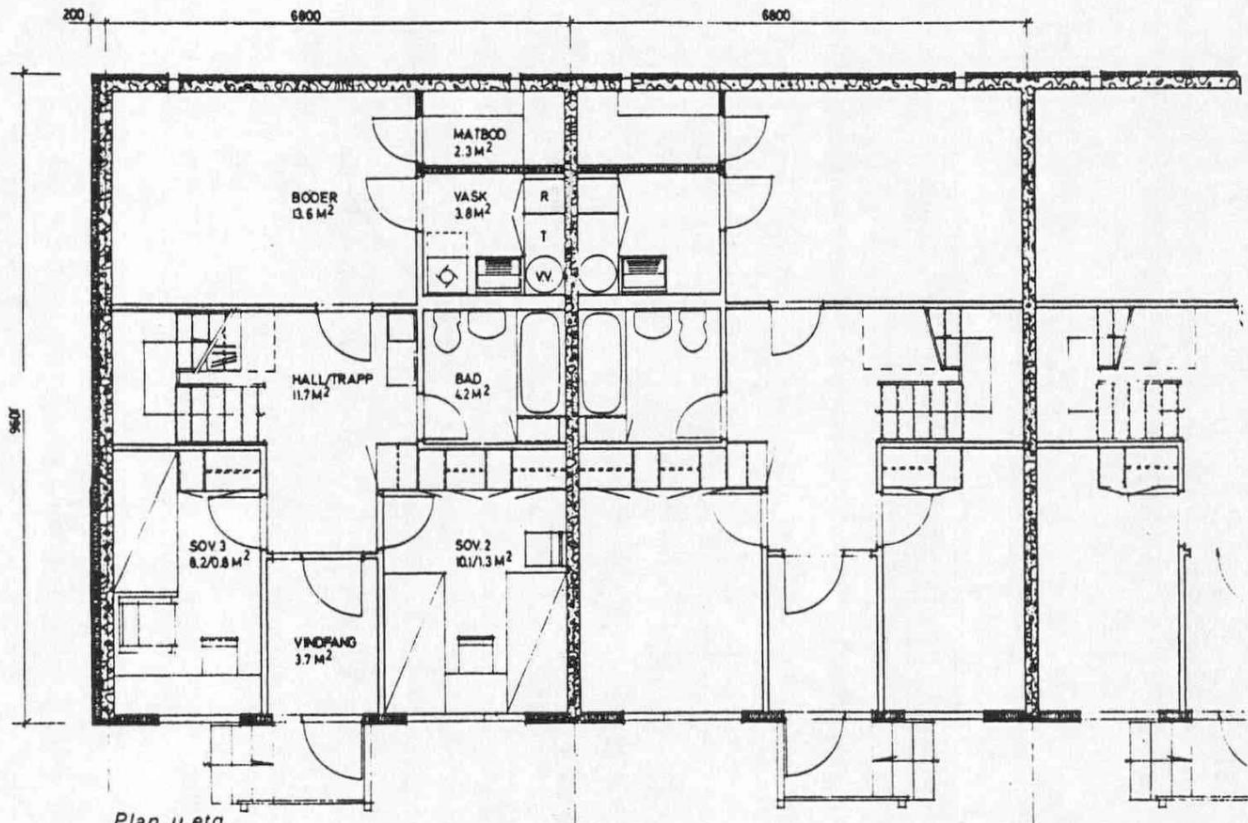 200
6800
6800
9600
MATBOD
2.3 M²
BODER
13.6 M²
VASK
3.8 M²
R
T
VV.
HALL/TRAPP
11.7 M²
BAD
4.2 M²
SOV. 3
8.2/0.8 M²
SOV. 2
10.1/1.3 M²
VINDFANG
3.7 M²
Plan u.etg.